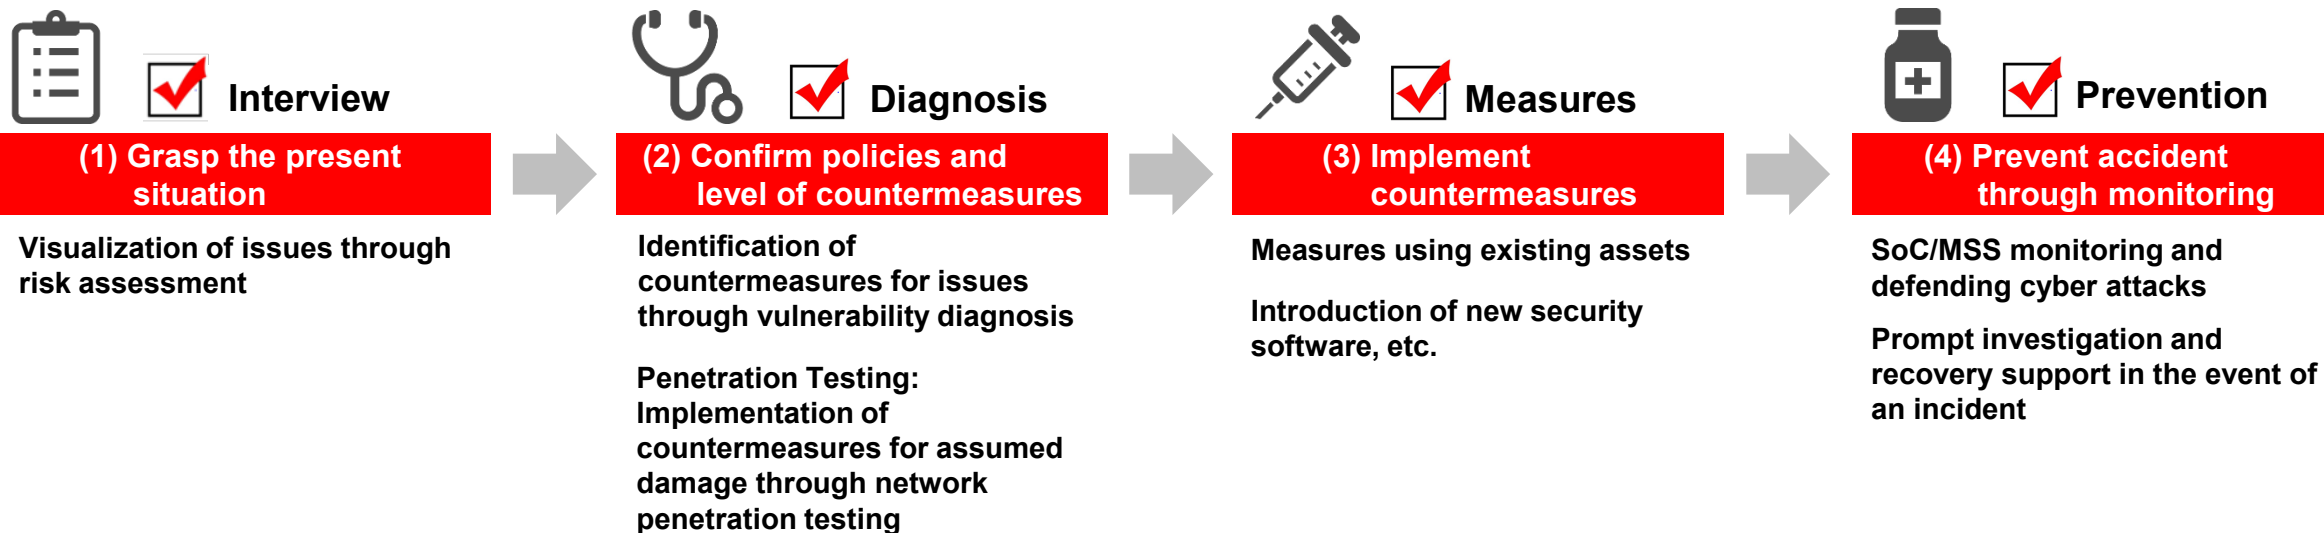 Interview
(1) Grasp the present
situation
Visualization of issues through
risk assessment
Diagnosis
(2) Confirm policies and
level of countermeasures
Identification of
countermeasures for issues
through vulnerability diagnosis
Penetration Testing:
Implementation of
countermeasures for assumed
damage through network
penetration testing
Measures
(3) Implement
countermeasures
Measures using existing assets
Introduction of new security
software, etc.
Prevention
(4) Prevent accident
through monitoring
SoC/MSS monitoring and
defending cyber attacks
Prompt investigation and
recovery support in the event of
an incident